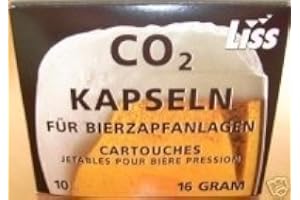 Liss
CO2
KAPSELN
FÜR BIERZAPFANLAGEN
CARTOUCHES
JETABLES POUR BIÈRE PRESSION
10 16 GRAM